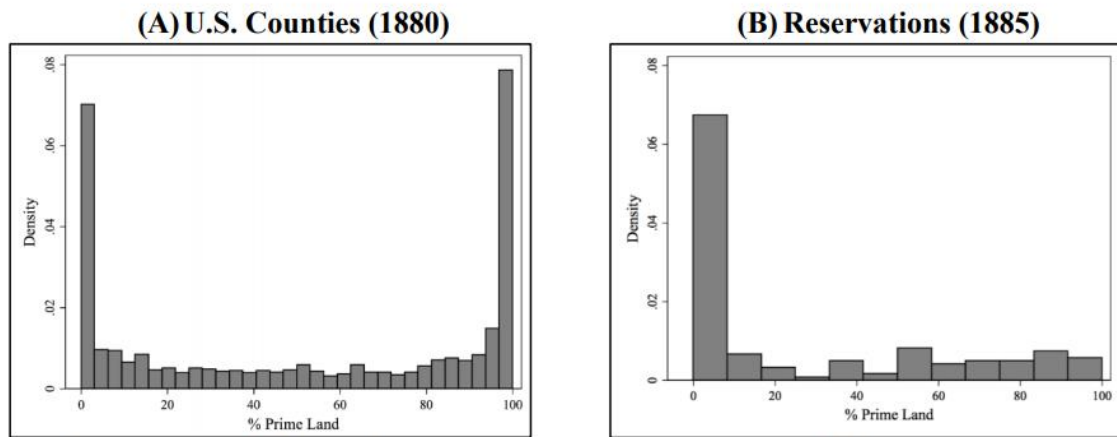 (A) U.S. Counties (1880)
Density
.08
.06
.04
.02
0
0 20 40 60 80 100
% Prime Land
(B) Reservations (1885)
Density
.08
.06
.04
.02
0
0 20 40 60 80 100
% Prime Land